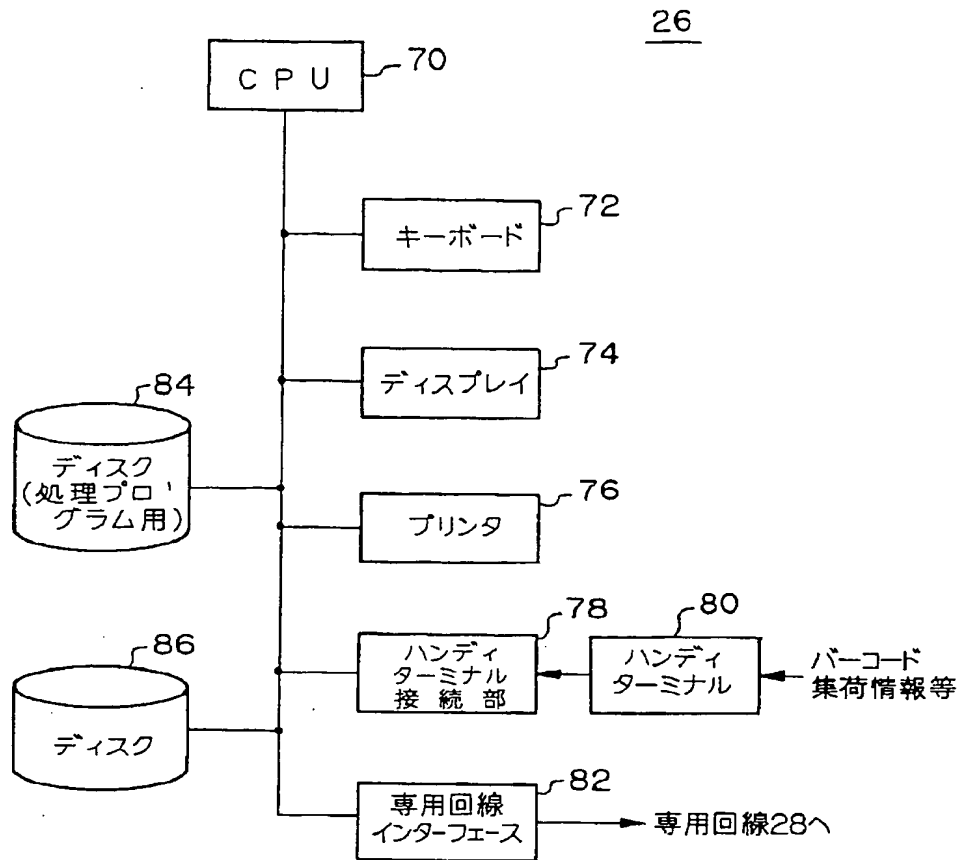 26
CPU
70
キーボード
72
ディスプレイ
74
84
ディスク
(処理プロ
グラム用)
プリンタ
76
86
ディスク
78
ハンディ
ターミナル
接続部
80
ハンディ
ターミナル
バーコード
集荷情報等
82
専用回線
インターフェース
専用回線28へ